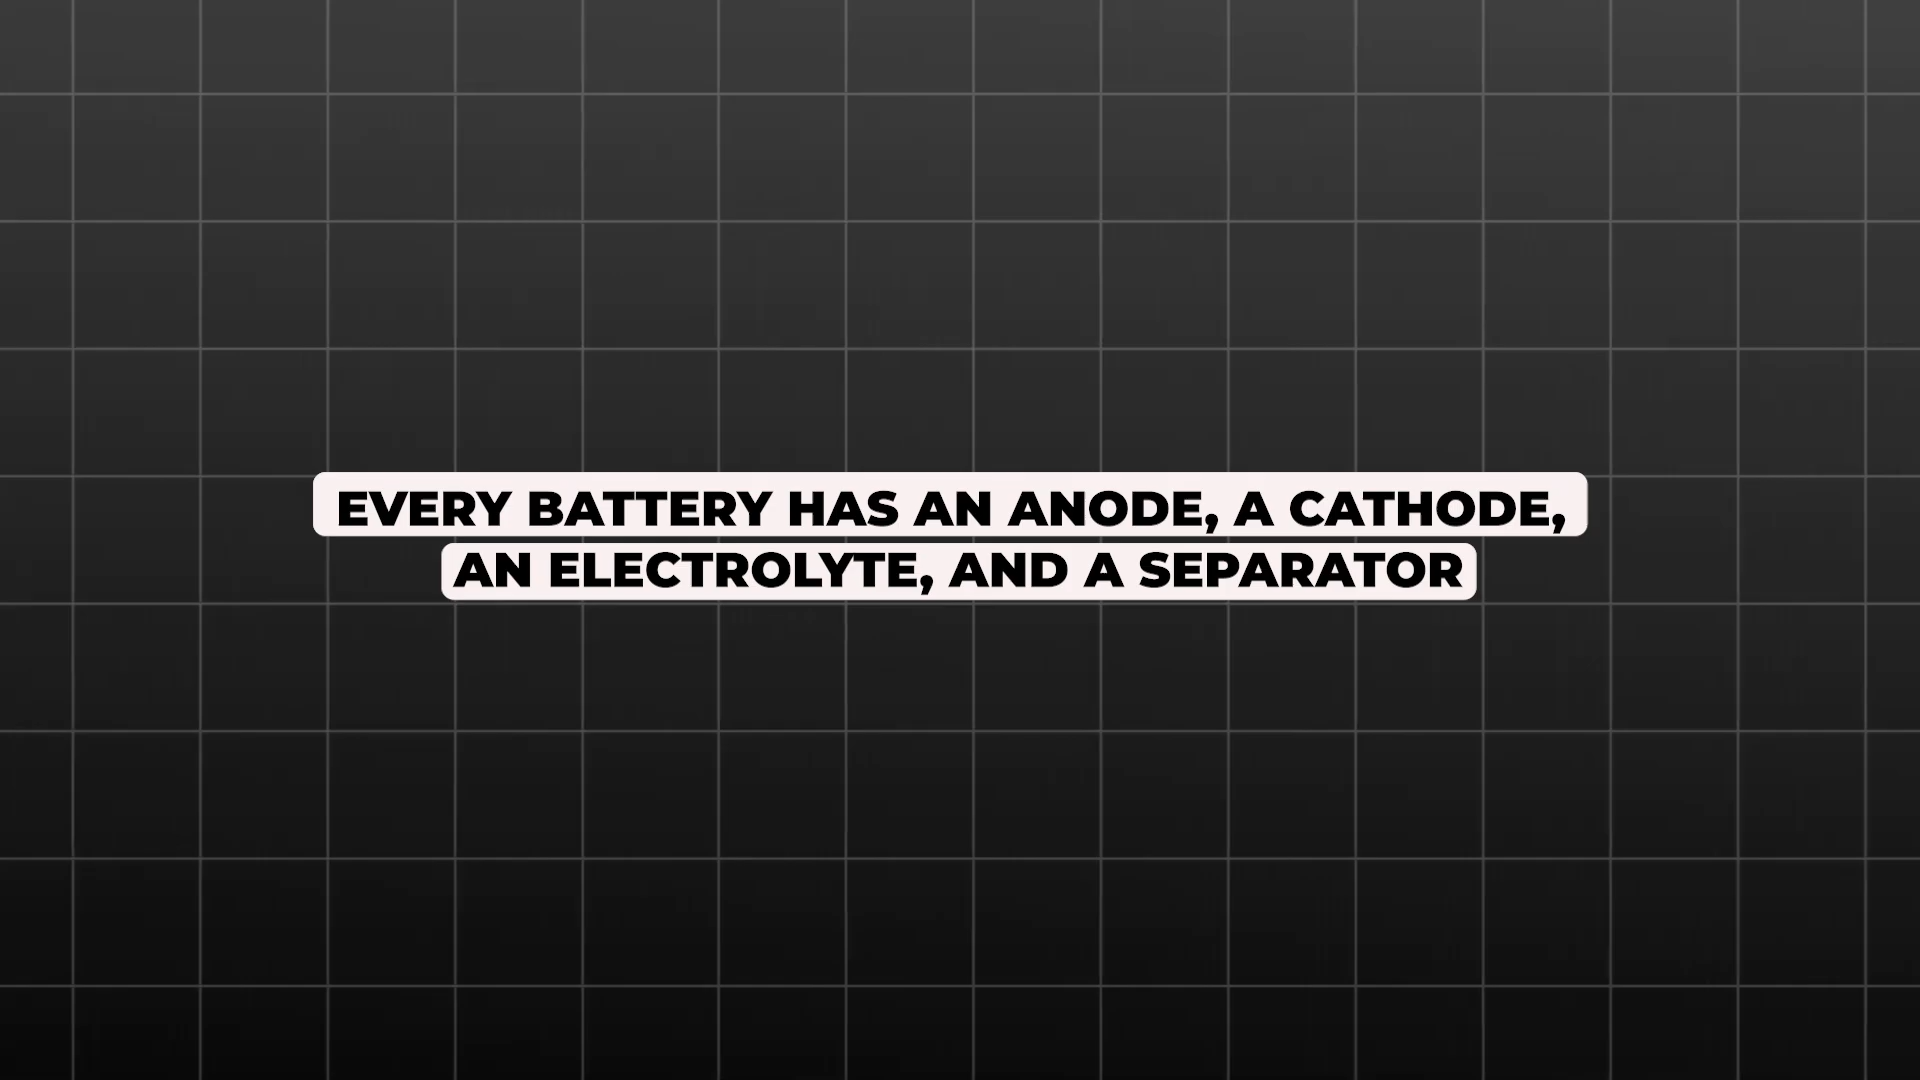 EVERY BATTERY HAS AN ANODE, A CATHODE,
AN ELECTROLYTE, AND A SEPARATOR